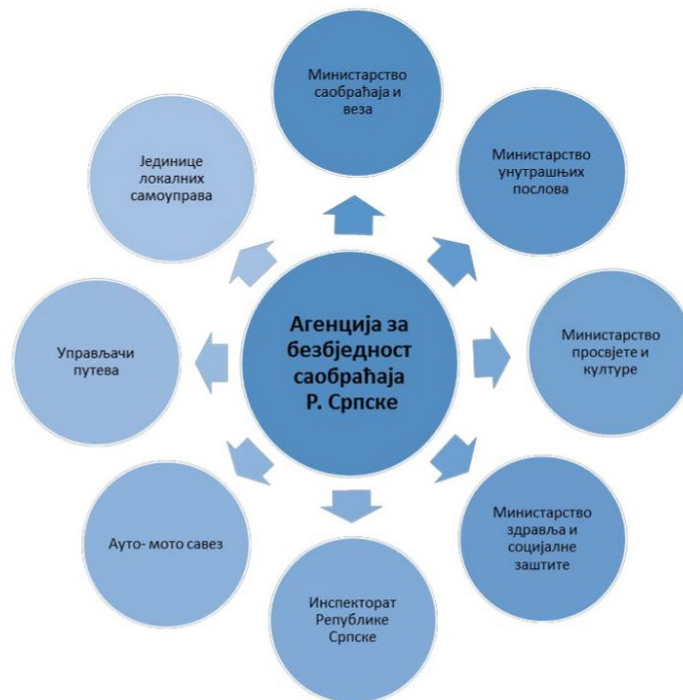 Министарство
саобраћаја и
веза
Јединице
локалних
самоуправа
Министарство
унутрашњих
послова
Агенција за
безбједност
саобраћаја
Р. Српске
Управљачи
путева
Министарство
просвјете и
културе
Ауто- мото савез
Министарство
здравља и
социјалне
заштите
Инспекторат
Републике
Српске